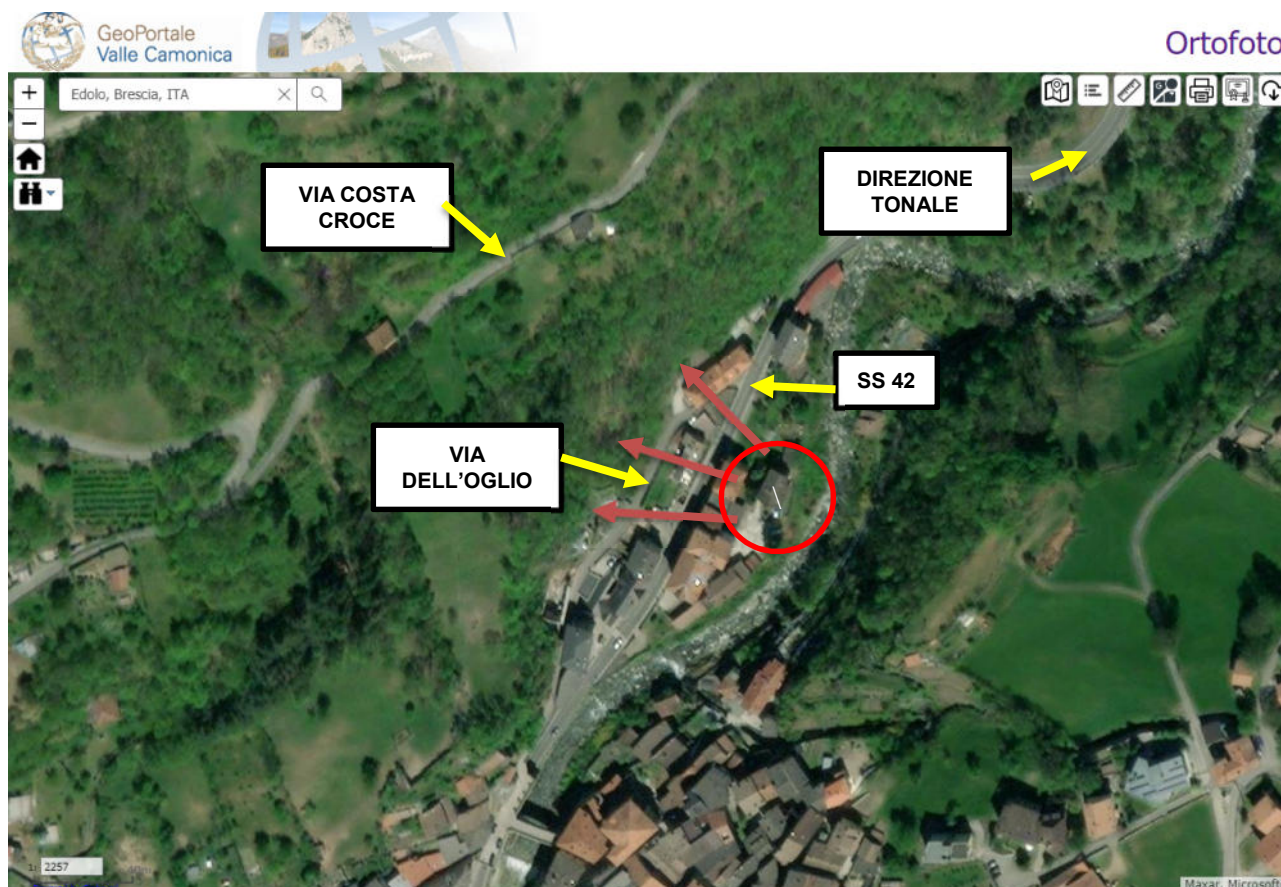 GeoPortale
Valle Camonica
Ortofoto
Edolo, Brescia, ITA
VIA COSTA
CROCE
DIREZIONE
TONALE
SS 42
VIA
DELL'OGLIO
1: 2257
Maxar, Microsoft